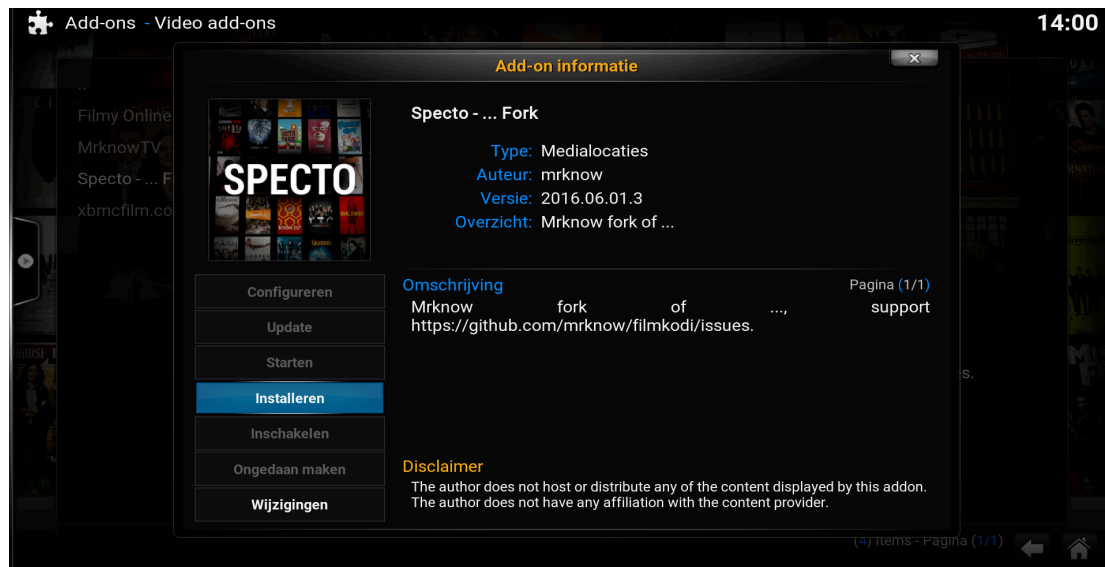 Add-ons - Video add-ons
14:00
Add-on informatie
..
Filmy Online
MrknowTV
Specto - ... F
xbmcfilm.co
SPECTO
Specto - ... Fork
Type: Medialocaties
Auteur: mrknow
Versie: 2016.06.01.3
Overzicht: Mrknow fork of ...
Configureren
Update
Starten
Installeren
Inschakelen
Ongedaan maken
Wijzigingen
Omschrijving
Pagina (1/1)
Mrknow fork of ..., support
https://github.com/mrknow/filmkodi/issues.
s.
Disclaimer
The author does not host or distribute any of the content displayed by this addon.
The author does not have any affiliation with the content provider.
(4) Items - Pagina (1/1)